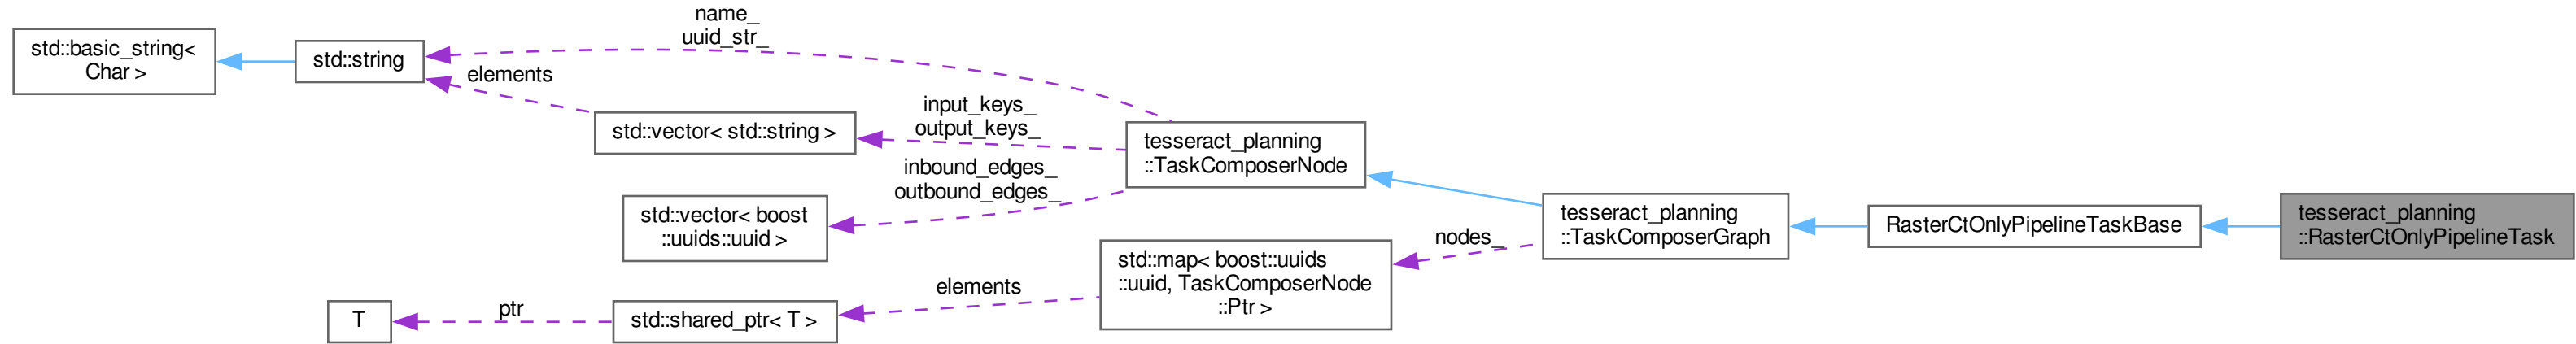 name_
uuid_str_
std::basic_string<
Char >
std::string
elements
std::vector< std::string >
input_keys_
output_keys_
inbound_edges_
outbound_edges_
tesseract_planning
::TaskComposerNode
std::vector< boost
::uuids::uuid >
tesseract_planning
::TaskComposerGraph
RasterCtOnlyPipelineTaskBase
tesseract_planning
::RasterCtOnlyPipelineTask
nodes_
std::map< boost::uuids
::uuid, TaskComposerNode
::Ptr >
elements
std::shared_ptr< T >
ptr
T